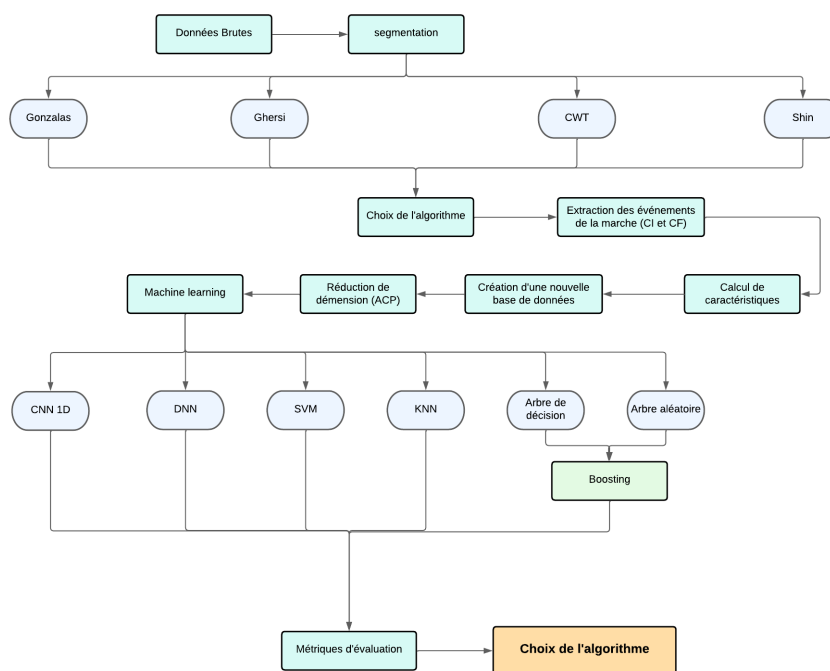 Données Brutes
segmentation
Gonzalas
Ghersi
CWT
Shin
Choix de l'algorithme
Extraction des événements
de la marche (CI et CF)
Machine learning
Réduction de
démension (ACP)
Création d'une nouvelle
base de données
Calcul de
caractéristiques
CNN 1D
DNN
SVM
KNN
Arbre de
décision
Arbre aléatoire
Boosting
Métriques d'évaluation
Choix de l'algorithme